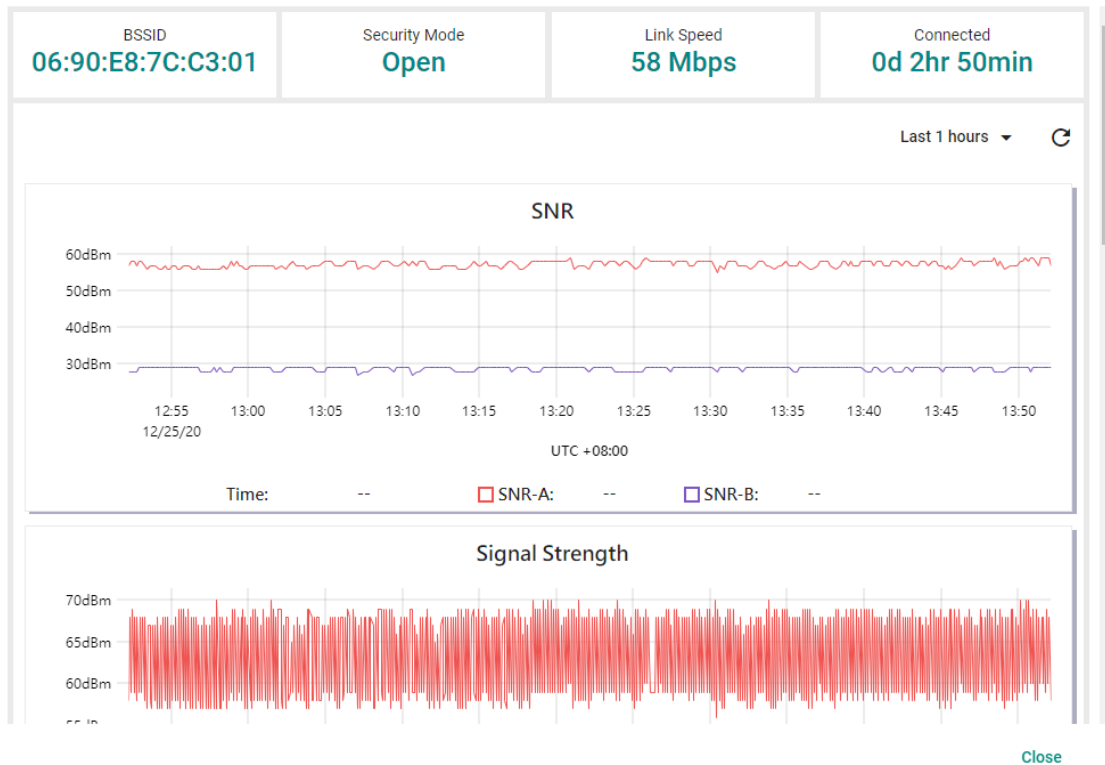 BSSID Security Mode Link Speed Connected
06:90:E8:7C:C3:01 Open 58 Mbps 0d 2hr 50min
Last 1 hours
SNR
60dBm
50dBm
40dBm
30dBm
12:55 13:00 13:05 13:10 13:15 13:20 13:25 13:30 13:35 13:40 13:45 13:50
12/25/20
UTC +08:00
Time: -- SNR-A: -- SNR-B: --
Signal Strength
70dBm
65dBm
60dBm
Close